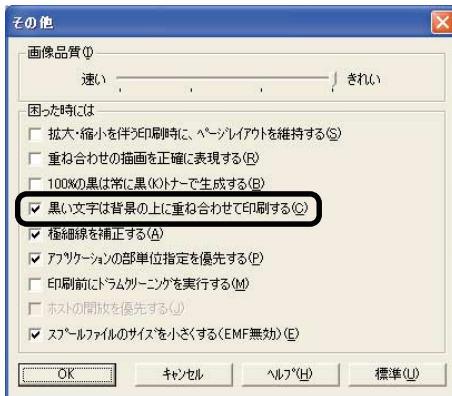 その他
画像品質(I)
速い きれい
困った時には
拡大・縮小を伴う印刷時に、ページレイアウトを維持する(S)
重ね合わせの描画を正確に表現する(R)
100%の黒は常に黒(K)トナーで生成する(B)
黒い文字は背景の上に重ね合わせて印刷する(C)
極細線を補正する(A)
アプリケーションの部単位指定を優先する(P)
印刷前にドラムクリーニングを実行する(M)
ホストの開放を優先する(J)
スプールファイルのサイズを小さくする(EMF無効)(E)
OK キャンセル ヘルプ(H) 標準(U)